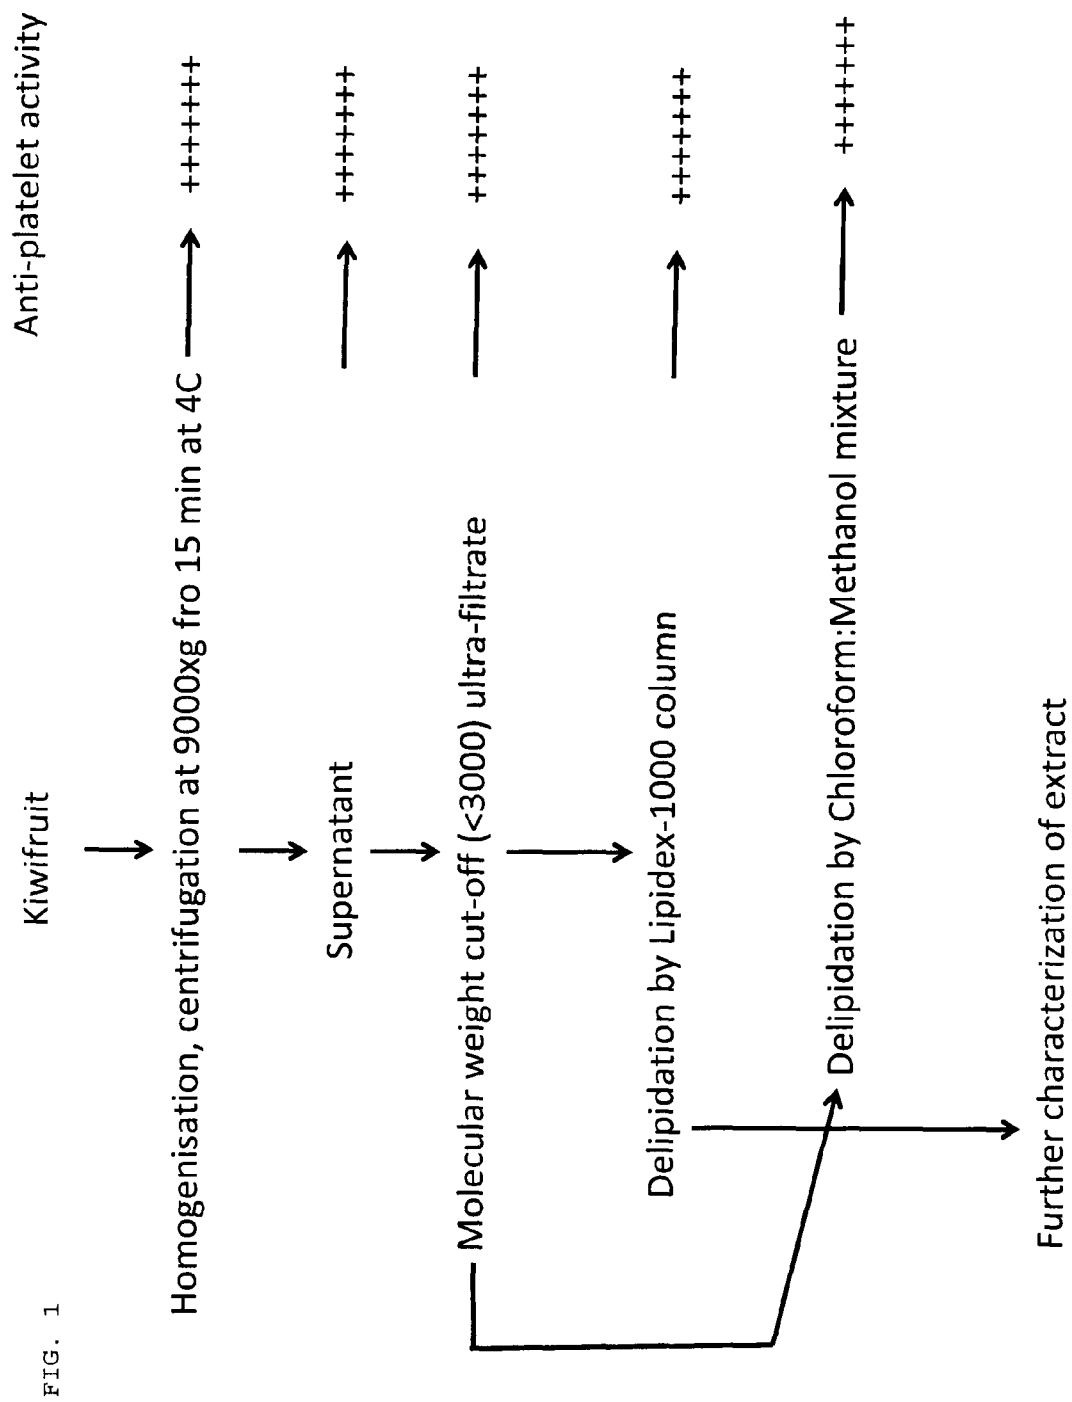 FIG. 1
Kiwifruit
Anti-platelet activity
Homogenisation, centrifugation at 9000xg fro 15 min at 4C
+++++++
Supernatant
+++++++
Molecular weight cut-off (<3000) ultra-filtrate
+++++++
Delipidation by Lipidex-1000 column
+++++++
Delipidation by Chloroform:Methanol mixture
+++++++
Further characterization of extract